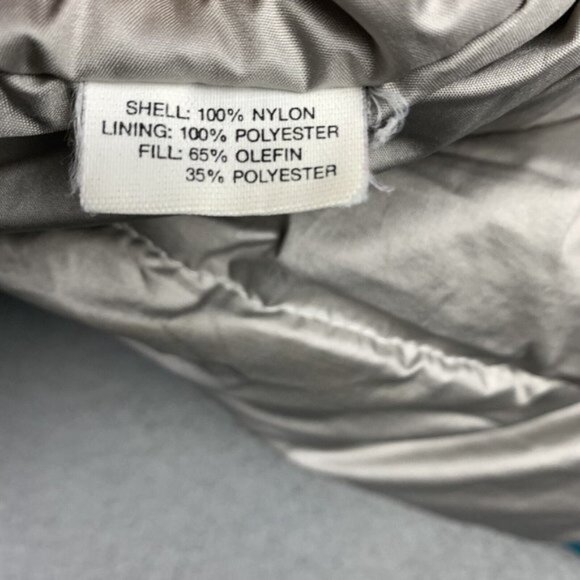 SHELL: 100% NYLON
LINING: 100% POLYESTER
FILL: 65% OLEFIN
35% POLYESTER